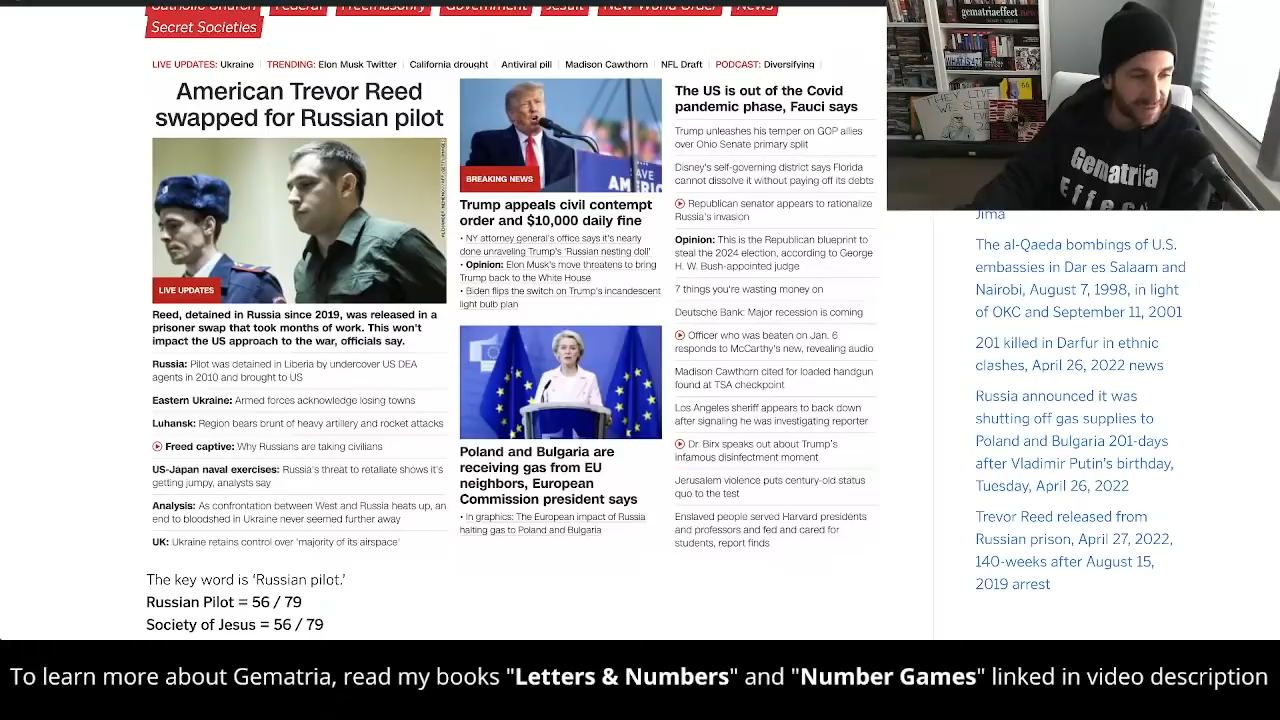 Catholic Church
Federal
Freemasonry
Government
Jesuit
New World Order
News
Secret Societies
LIVE UPDATES: Ukraine
TRENDING: Elon Musk Twitter
California drought
Antiviral pill
Madison Cawthorn
NFL Draft
PODCAST: Diversifying
American Trevor Reed
swapped for Russian pilot
LIVE UPDATES
Reed, detained in Russia since 2019, was released in a
prisoner swap that took months of work. This won't
impact the US approach to the war, officials say.
Russia: Pilot was detained in Liberia by undercover US DEA
agents in 2010 and brought to US
Eastern Ukraine: Armed forces acknowledge losing towns
Luhansk: Region bears brunt of heavy artillery and rocket attacks
Freed captive: Why Russians are taking civilians
US-Japan naval exercises: Russia's threat to retaliate shows it's
getting jumpy, analysts say
Analysis: As confrontation between West and Russia heats up, an
end to bloodshed in Ukraine never seemed further away
UK: Ukraine retains control over 'majority of its airspace'
SAVE
AMERIC
BREAKING NEWS
Trump appeals civil contempt
order and $10,000 daily fine
• NY attorney general's office says it's nearly
done unraveling Trump's 'Russian nesting doll'
• Opinion: Elon Musk's move threatens to bring
Trump back to the White House
• Biden flips the switch on Trump's incandescent
light bulb plan
Poland and Bulgaria are
receiving gas from EU
neighbors, European
Commission president says
• In graphics: The European impact of Russia
halting gas to Poland and Bulgaria
The US is out of the Covid
pandemic phase, Fauci says
Trump unleashes his temper on GOP allies
over Ohio Senate primary split
Disney's self-governing district says Florida
cannot dissolve it without paying off its debts
Republican senator appears to rationalize
Russia's invasion
Opinion: This is the Republican blueprint to
steal the 2024 election, according to George
H. W. Bush-appointed judge
7 things you're wasting money on
Deutsche Bank: Major recession is coming
Officer who was beaten on Jan. 6
responds to McCarthy's new, revealing audio
Madison Cawthorn cited for loaded handgun
found at TSA checkpoint
Los Angeles sheriff appears to back down
after signaling he was investigating reporter
Dr. Birx speaks out about Trump's
infamous disinfectment moment
Jerusalem violence puts century-old status
quo to the test
Enslaved people served Harvard presidents
and professors and fed and cared for
students, report finds
The key word is 'Russian pilot.'
Russian Pilot = 56 / 79
Society of Jesus = 56 / 79
gematriaeffect.news
THEY LIVE
WE SLEEP
Gematria
Effect
Jima
The al-Qaeda bombings of U.S.
embassies in Dar es Salaam and
Nairobi, August 7, 1998, in light
of OKC and September 11, 2001
201 killed in Darfur in ethnic
clashes, April 26, 2022 news
Russia announced it was
shutting off gas supplies to
Poland and Bulgaria 201-days
after Vladimir Putin's birthday,
Tuesday, April 26, 2022
Trevor Reed released from
Russian prison, April 27, 2022,
140-weeks after August 15,
2019 arrest
To learn more about Gematria, read my books "Letters & Numbers" and "Number Games" linked in video description